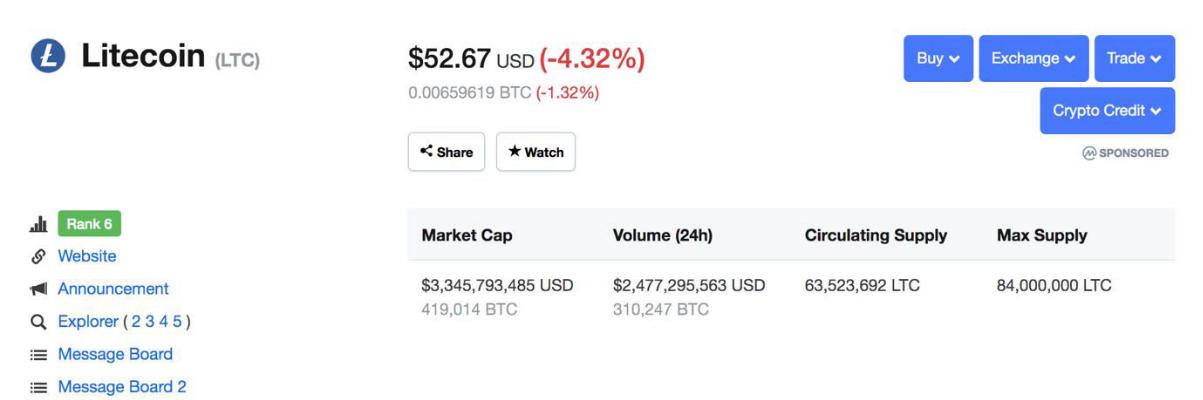 Litecoin (LTC)
$52.67 USD (-4.32%)
0.00659619 BTC (-1.32%)
Share
Watch
Buy
Exchange
Trade
Crypto Credit
SPONSORED
Rank 6
Website
Announcement
Explorer ( 2 3 4 5 )
Message Board
Message Board 2
Market Cap Volume (24h) Circulating Supply Max Supply
$3,345,793,485 USD $2,477,295,563 USD 63,523,692 LTC 84,000,000 LTC
419,014 BTC 310,247 BTC